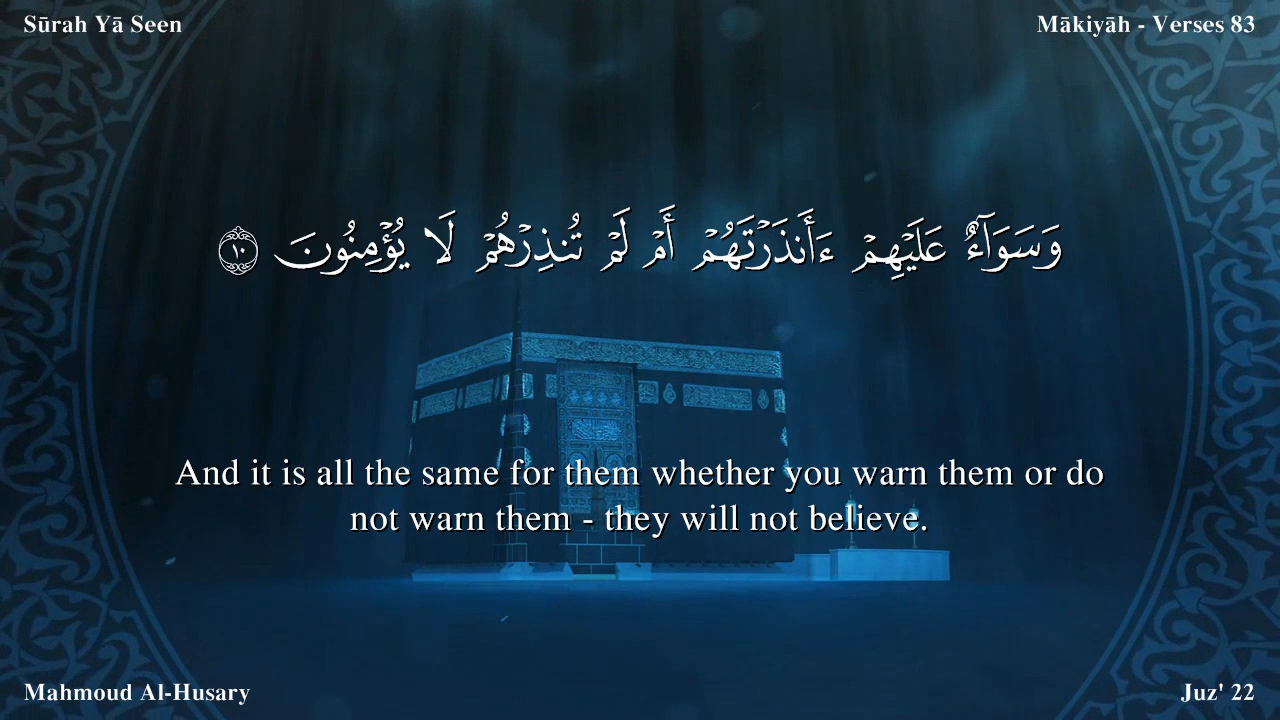 Sūrah Yā Seen
Mākiyāh - Verses 83
وَسَوَآءٌ عَلَيْهِمْ ءَأَنذَرْتَهُمْ أَمْ لَمْ تُنذِرْهُمْ لَا يُؤْمِنُونَ ١٠
And it is all the same for them whether you warn them or do
not warn them - they will not believe.
Mahmoud Al-Husary
Juz' 22